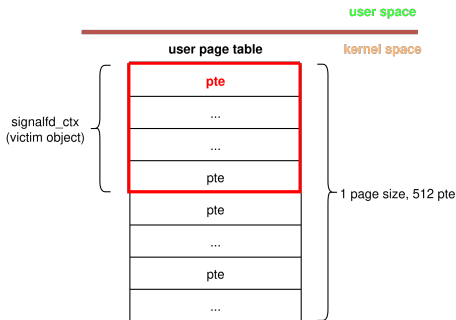 user space
user page table
kernel space
pte
...
...
pte
pte
...
pte
...
signalfd_ctx
(victim object)
1 page size, 512 pte